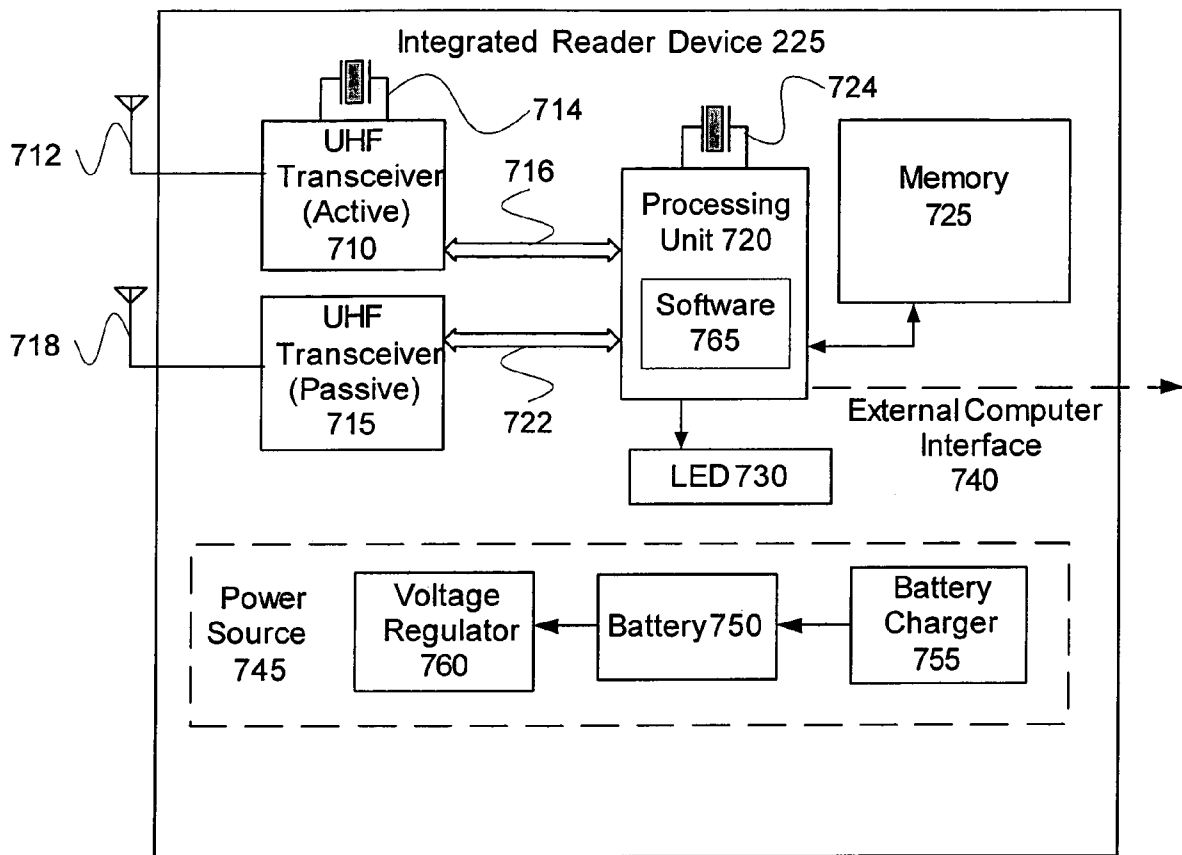 Integrated Reader Device 225
712
UHF
Transceiver
(Active)
710
714
716
724
Processing
Unit 720
Software
765
Memory
725
718
UHF
Transceiver
(Passive)
715
722
External Computer
Interface
740
LED 730
Power
Source
745
Voltage
Regulator
760
Battery 750
Battery
Charger
755